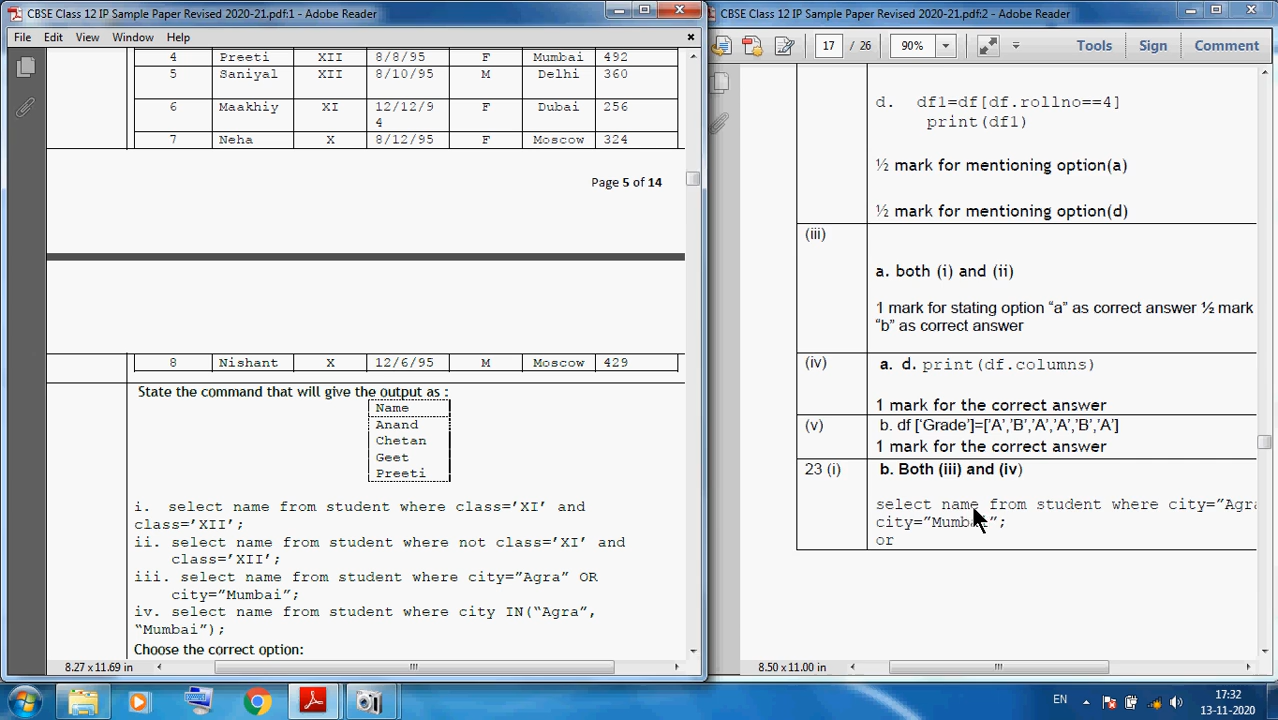 CBSE Class 12 IP Sample Paper Revised 2020-21.pdf:1 - Adobe Reader
File Edit View Window Help
4 Preeti XII 8/8/95 F Mumbai 492
5 Saniyal XII 8/10/95 M Delhi 360
6 Maakhiy XI 12/12/9 F Dubai 256
4
7 Neha X 8/12/95 F Moscow 324
Page 5 of 14
8 Nishant X 12/6/95 M Moscow 429
State the command that will give the output as :
Name
Anand
Chetan
Geet
Preeti
i. select name from student where class=’XI’ and
class=’XII’;
ii. select name from student where not class=’XI’ and
class=’XII’;
iii. select name from student where city=”Agra” OR
city=”Mumbai”;
iv. select name from student where city IN(“Agra”,
“Mumbai”);
Choose the correct option:
8.27 x 11.69 in
CBSE Class 12 IP Sample Paper Revised 2020-21.pdf:2 - Adobe Reader
17 / 26 90% Tools Sign Comment
d. df1=df[df.rollno==4]
print(df1)
½ mark for mentioning option(a)
½ mark for mentioning option(d)
(iii)
a. both (i) and (ii)
1 mark for stating option “a” as correct answer ½ mark
“b” as correct answer
(iv) a. d. print(df.columns)
1 mark for the correct answer
(v) b. df [‘Grade’]=[‘A’,’B’,’A’,’A’,’B’,’A’]
1 mark for the correct answer
23 (i) b. Both (iii) and (iv)
select name from student where city=”Agra
city=”Mumbai”;
or
8.50 x 11.00 in
EN 17:32
13-11-2020